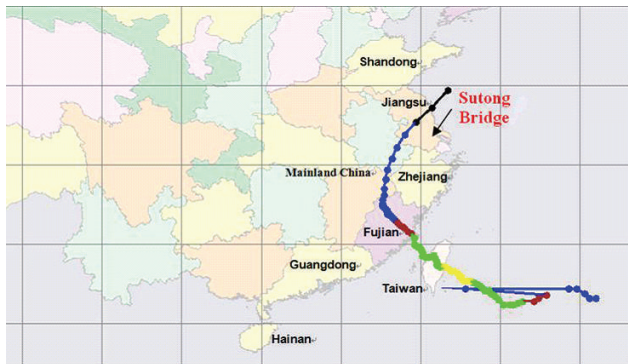 Shandong
Jiangsu
Sutong
Bridge
Mainland China
Zhejiang
Fujian
Guangdong
Taiwan
Hainan